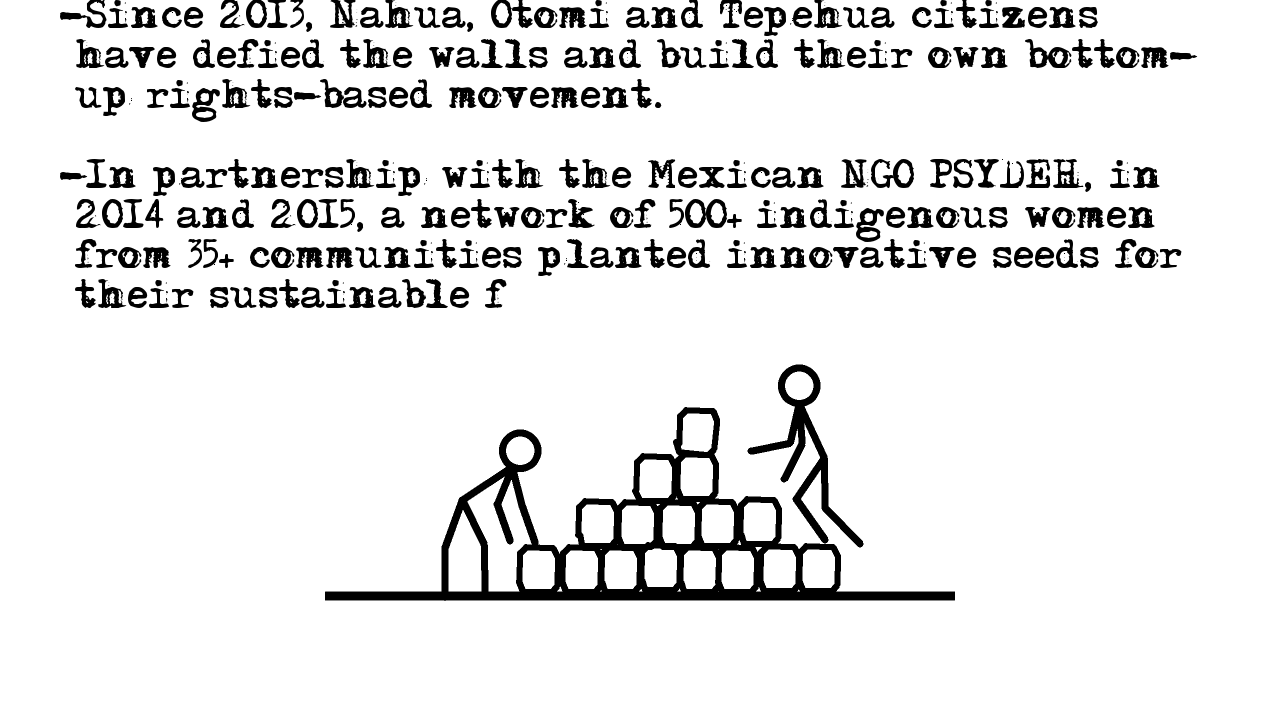 -Since 2013, Nahua, Otomi and Tepehua citizens
have defied the walls and build their own bottom-
up rights-based movement.
-In partnership with the Mexican NGO PSYDEH, in
2014 and 2015, a network of 500+ indigenous women
from 35+ communities planted innovative seeds for
their sustainable f